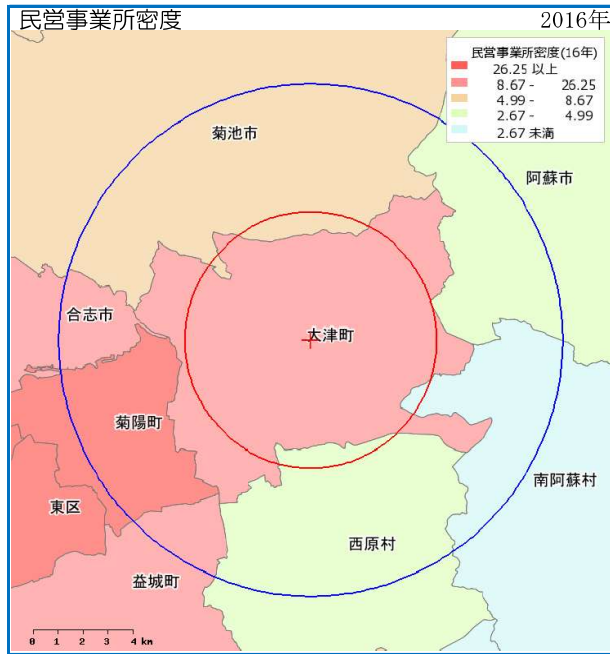 民営事業所密度 2016年
民営事業所密度(16年)
26.25 以上
8.67 - 26.25
4.99 - 8.67
2.67 - 4.99
2.67 未満
菊池市
阿蘇市
合志市
大津町
菊陽町
東区
南阿蘇村
西原村
益城町
0 1 2 3 4 km